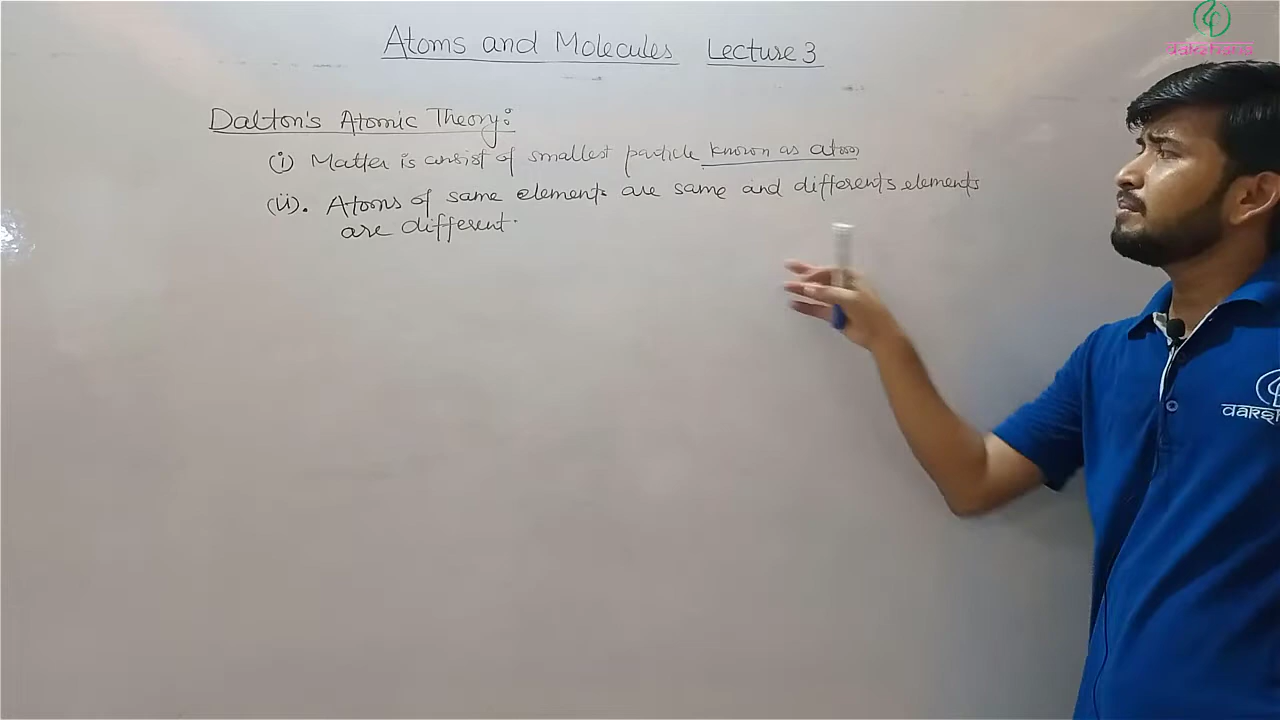 Atoms and Molecules Lecture 3
Dalton's Atomic Theory:
(i) Matter is consist of smallest particle known as atom
(ii). Atoms of same elements are same and differents elements
are different.